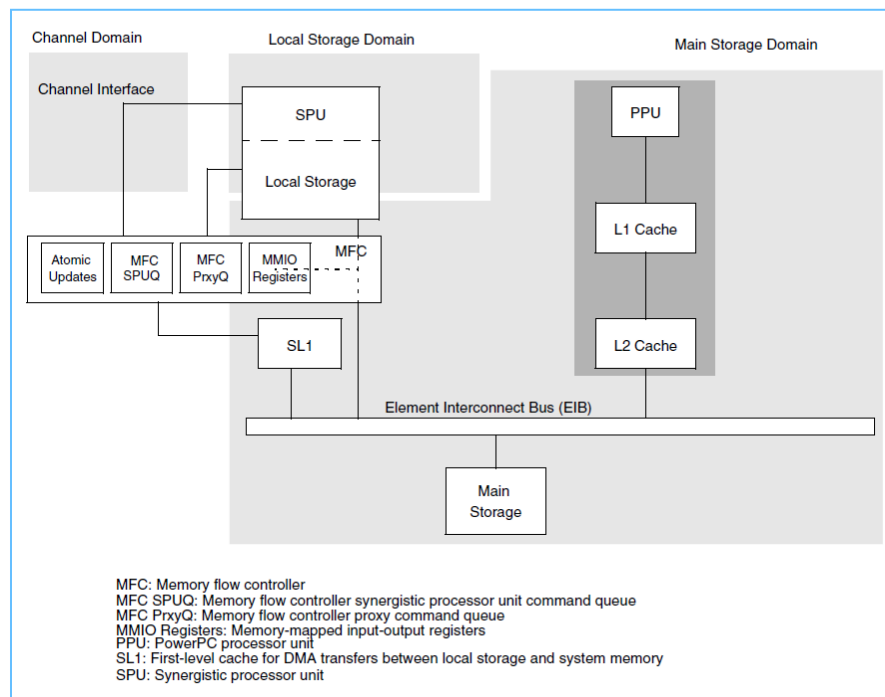 Channel Domain
Local Storage Domain
Main Storage Domain
Channel Interface
SPU
Local Storage
PPU
L1 Cache
L2 Cache
MFC
Atomic
Updates
MFC
SPUQ
MFC
PrxyQ
MMIO
Registers
SL1
Element Interconnect Bus (EIB)
Main
Storage
MFC: Memory flow controller
MFC SPUQ: Memory flow controller synergistic processor unit command queue
MFC PrxyQ: Memory flow controller proxy command queue
MMIO Registers: Memory-mapped input-output registers
PPU: PowerPC processor unit
SL1: First-level cache for DMA transfers between local storage and system memory
SPU: Synergistic processor unit